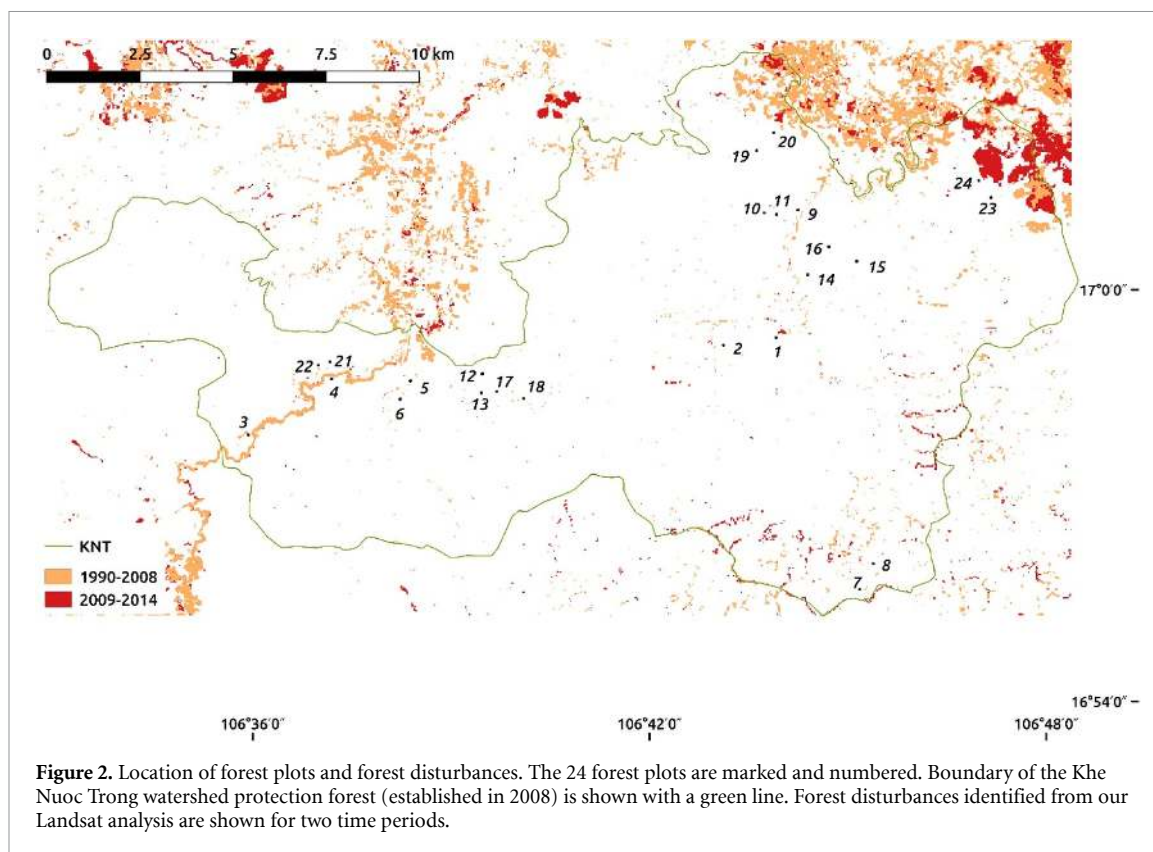 0 2.5 5 7.5 10 km
20
19
24
10 11 9
23
16 15
14
17°0′0″
2 1
22 21
12 17 18
4 5
13
6
3
KNT
8
1990-2008
7
2009-2014
16°54′0″
106°36′0″ 106°42′0″ 106°48′0″
Figure 2. Location of forest plots and forest disturbances. The 24 forest plots are marked and numbered. Boundary of the Khe
Nuoc Trong watershed protection forest (established in 2008) is shown with a green line. Forest disturbances identified from our
Landsat analysis are shown for two time periods.